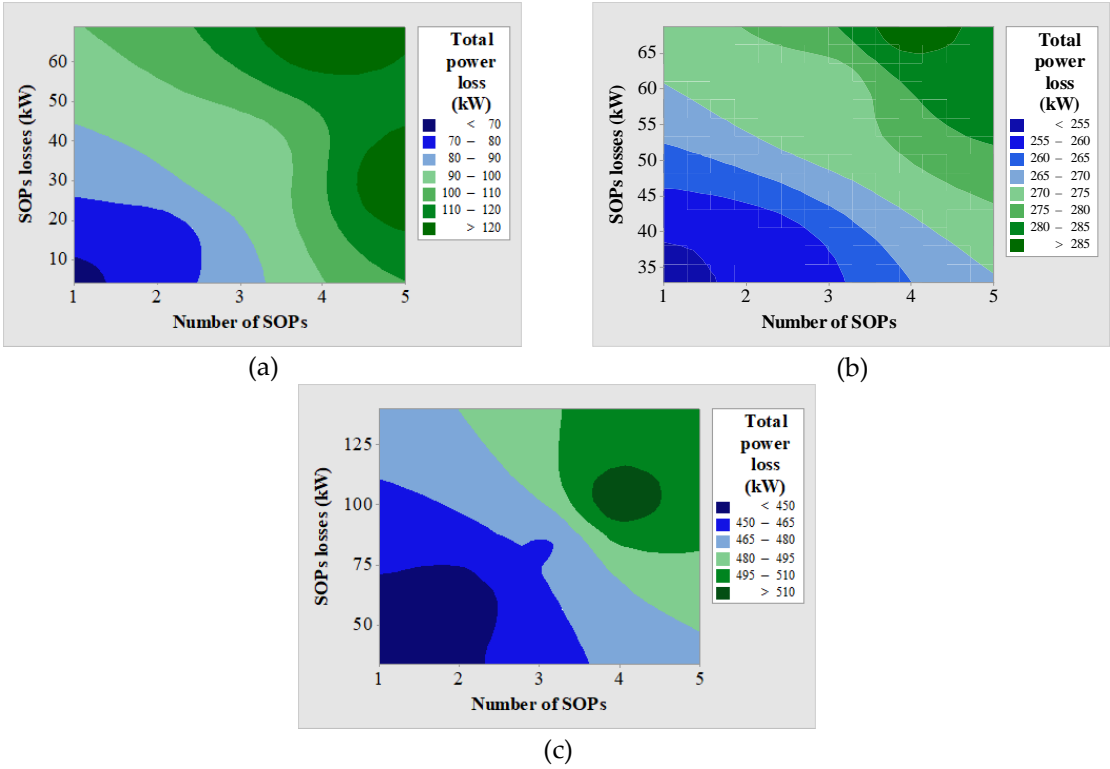 Total
power
loss
(kW)
< 70
70 – 80
80 – 90
90 – 100
100 – 110
110 – 120
> 120
SOPs losses (kW)
60
50
40
30
20
10
1 2 3 4 5
Number of SOPs
(a)
Total
power
loss
(kW)
< 255
255 – 260
260 – 265
265 – 270
270 – 275
275 – 280
280 – 285
> 285
SOPs losses (kW)
65
60
55
50
45
40
35
1 2 3 4 5
Number of SOPs
(b)
Total
power
loss
(kW)
< 450
450 – 465
465 – 480
480 – 495
495 – 510
> 510
SOPs losses (kW)
125
100
75
50
1 2 3 4 5
Number of SOPs
(c)